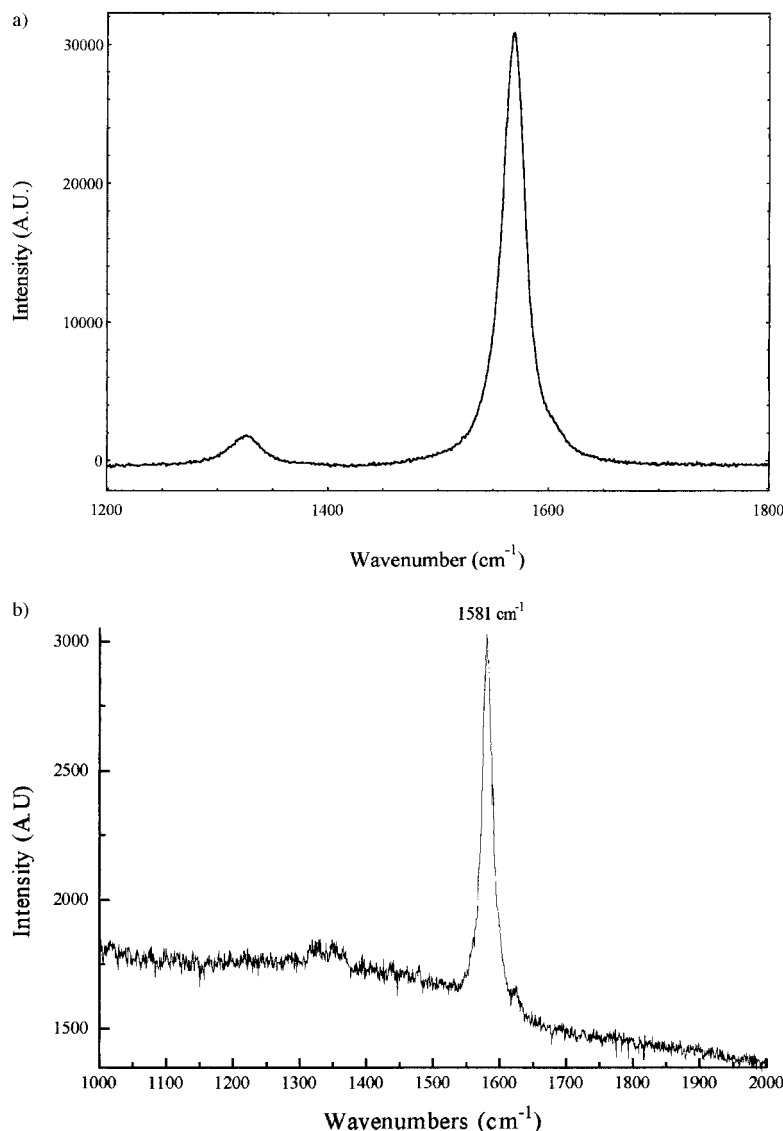 a)
30000
20000
10000
0
Intensity (A.U.)
1200 1400 1600 1800
Wavenumber (cm-1)
b)
1581 cm-1
3000
2500
2000
1500
Intensity (A.U)
1000 1100 1200 1300 1400 1500 1600 1700 1800 1900 2000
Wavenumbers (cm-1)